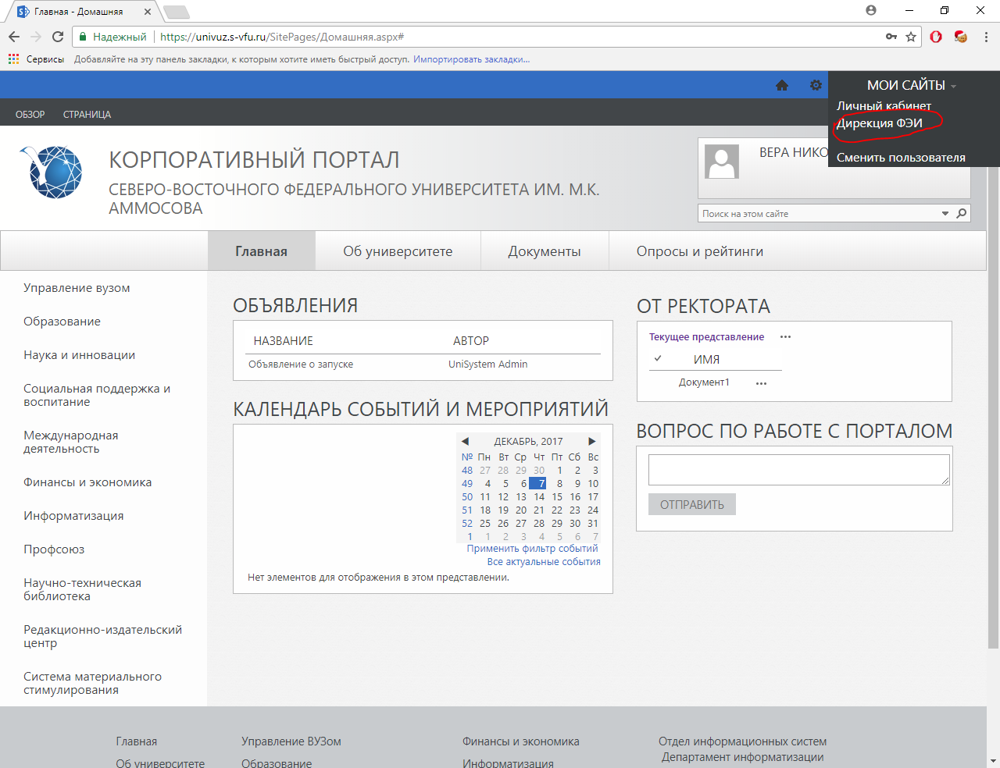 Главная - Домашняя
Надежный https://univuz.s-vfu.ru/SitePages/Домашняя.aspx#
Сервисы Добавляйте на эту панель закладки, к которым хотите иметь быстрый доступ. Импортировать закладки...
МОИ САЙТЫ
Личный кабинет
Дирекция ФЭИ
Сменить пользователя
ОБЗОР СТРАНИЦА
КОРПОРАТИВНЫЙ ПОРТАЛ
СЕВЕРО-ВОСТОЧНОГО ФЕДЕРАЛЬНОГО УНИВЕРСИТЕТА ИМ. М.К.
АММОСОВА
ВЕРА НИКО
Поиск на этом сайте
Главная Об университете Документы Опросы и рейтинги
Управление вузом
Образование
Наука и инновации
Социальная поддержка и
воспитание
Международная
деятельность
Финансы и экономика
Информатизация
Профсоюз
Научно-техническая
библиотека
Редакционно-издательский
центр
Система материального
стимулирования
ОБЪЯВЛЕНИЯ
НАЗВАНИЕ АВТОР
Объявление о запуске UniSystem Admin
КАЛЕНДАРЬ СОБЫТИЙ И МЕРОПРИЯТИЙ
ДЕКАБРЬ, 2017
№ Пн Вт Ср Чт Пт Сб Вс
48 27 28 29 30 1 2 3
49 4 5 6 7 8 9 10
50 11 12 13 14 15 16 17
51 18 19 20 21 22 23 24
52 25 26 27 28 29 30 31
1 1 2 3 4 5 6 7
Применить фильтр событий
Все актуальные события
Нет элементов для отображения в этом представлении.
ОТ РЕКТОРАТА
Текущее представление ...
ИМЯ
Документ1 ...
ВОПРОС ПО РАБОТЕ С ПОРТАЛОМ
ОТПРАВИТЬ
Главная Управление ВУЗом Финансы и экономика Отдел информационных систем
Департамент информатизации
Об университете Образование Информатизация